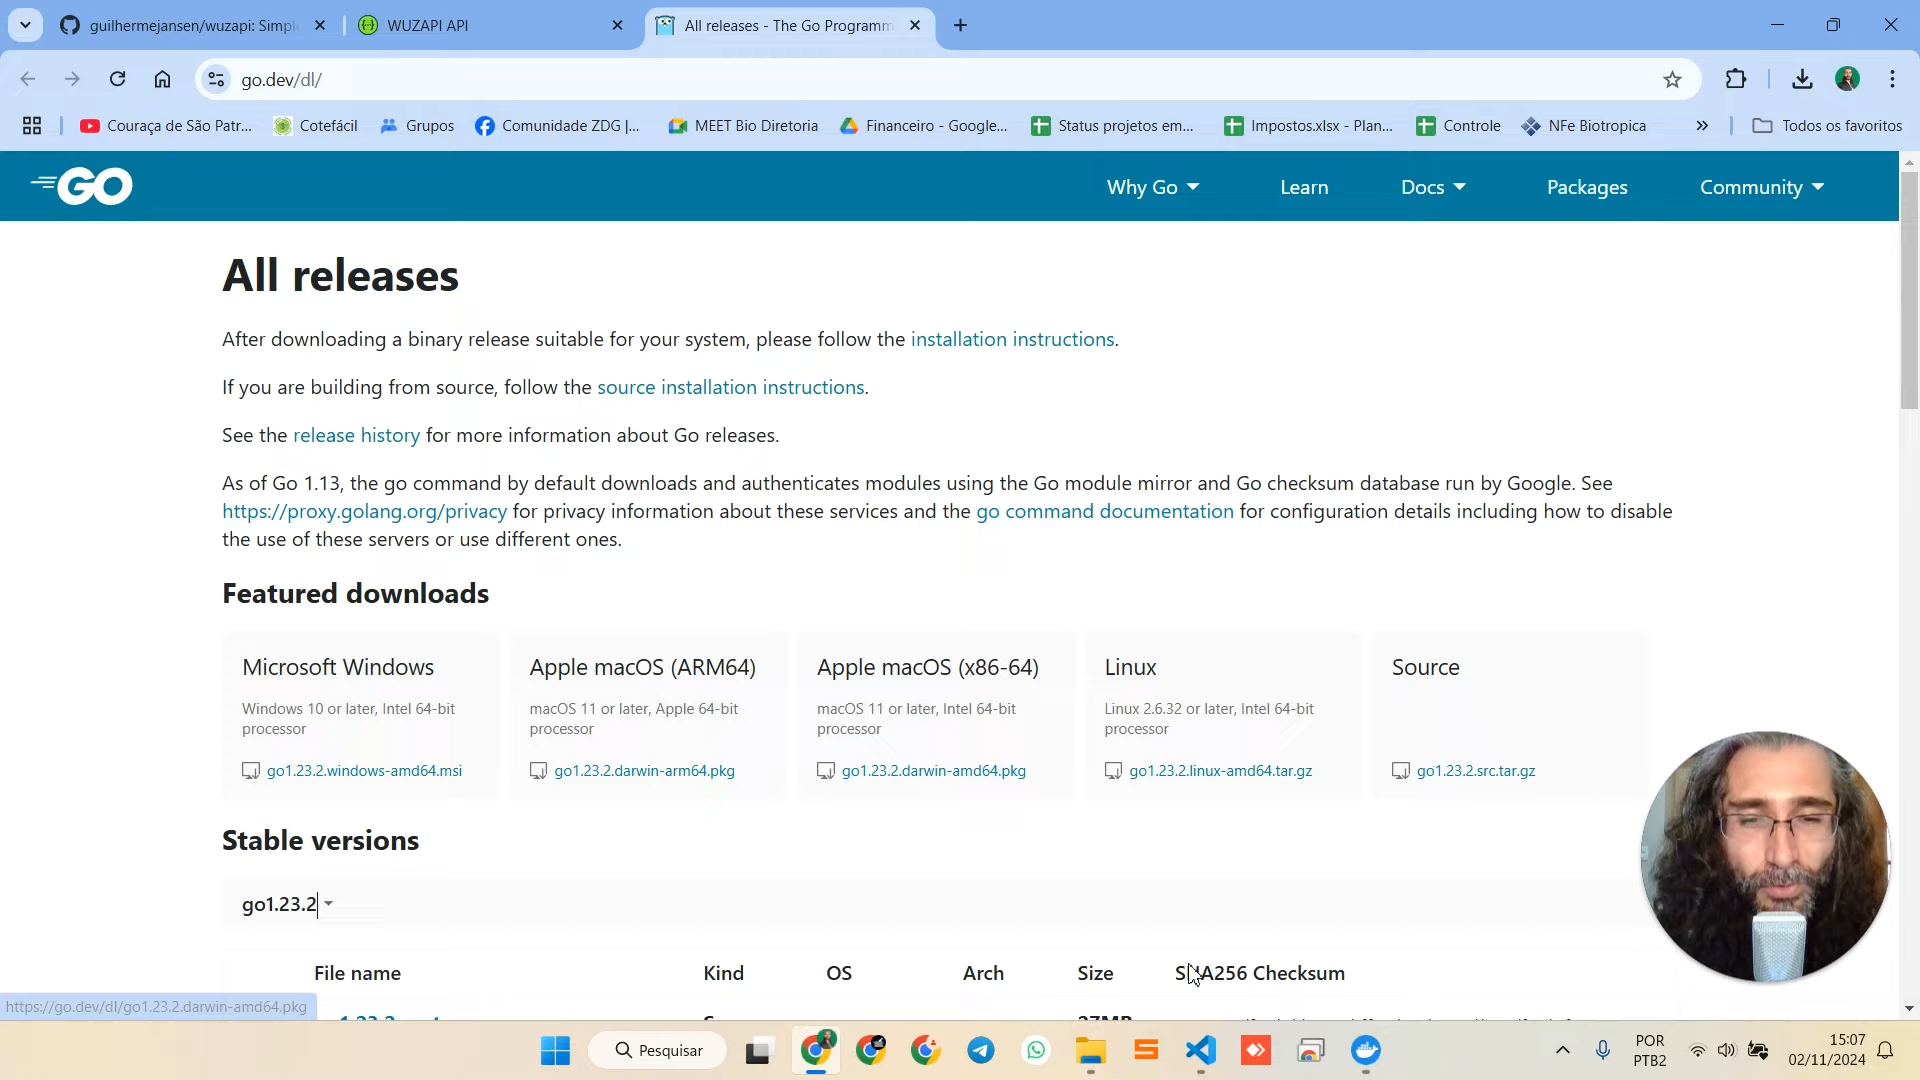 guilhermejansen/wuzapi: Simpl
WUZAPI API
All releases - The Go Programm
go.dev/dl/
Couraça de São Patr...
Cotefácil
Grupos
Comunidade ZDG |...
MEET Bio Diretoria
Financeiro - Google...
Status projetos em...
Impostos.xlsx - Plan...
Controle
NFe Biotropica
Todos os favoritos
GO
Why Go
Learn
Docs
Packages
Community
All releases
After downloading a binary release suitable for your system, please follow the installation instructions.
If you are building from source, follow the source installation instructions.
See the release history for more information about Go releases.
As of Go 1.13, the go command by default downloads and authenticates modules using the Go module mirror and Go checksum database run by Google. See
https://proxy.golang.org/privacy for privacy information about these services and the go command documentation for configuration details including how to disable
the use of these servers or use different ones.
Featured downloads
Microsoft Windows
Windows 10 or later, Intel 64-bit
processor
go1.23.2.windows-amd64.msi
Apple macOS (ARM64)
macOS 11 or later, Apple 64-bit
processor
go1.23.2.darwin-arm64.pkg
Apple macOS (x86-64)
macOS 11 or later, Intel 64-bit
processor
go1.23.2.darwin-amd64.pkg
Linux
Linux 2.6.32 or later, Intel 64-bit
processor
go1.23.2.linux-amd64.tar.gz
Source
go1.23.2.src.tar.gz
Stable versions
go1.23.2
File name Kind OS Arch Size SHA256 Checksum
https://go.dev/dl/go1.23.2.darwin-amd64.pkg
27MB
Pesquisar
POR
PTB2
15:07
02/11/2024